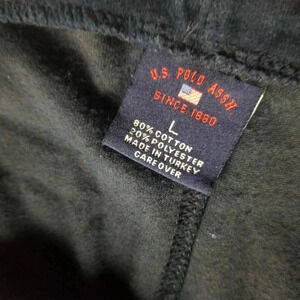 U.S POLO ASSN
SINCE 1890
L
80% COTTON
20% POLYESTER
MADE IN TURKEY
CARE OVER